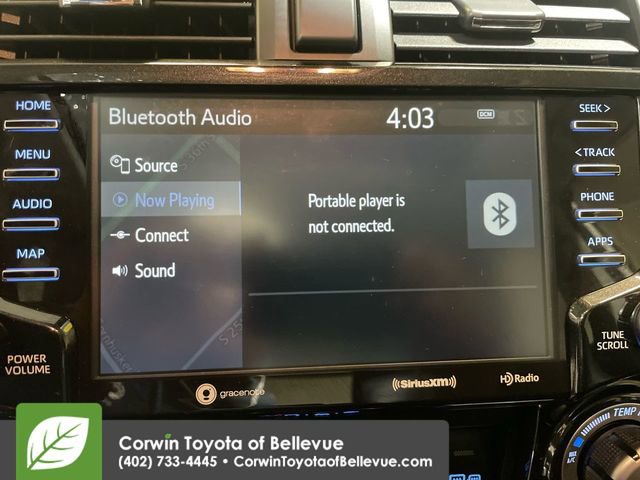 HOME
MENU
AUDIO
MAP
POWER
VOLUME
Bluetooth Audio
4:03
DCM
Source
Now Playing
Connect
Sound
Portable player is
not connected.
S 25
gracenote
((SiriusXM))
HD Radio
SEEK >
< TRACK
PHONE
APPS
TUNE
SCROLL
TEMP
MAX
A/C
Corwin Toyota of Bellevue
(402) 733-4445 • CorwinToyotaofBellevue.com